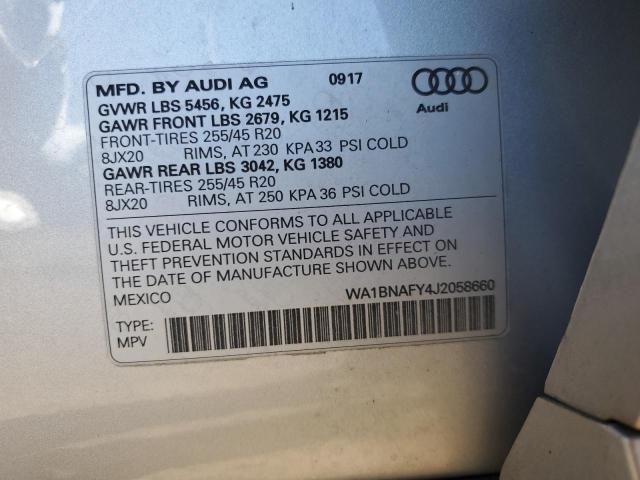 MFD. BY AUDI AG 0917
GVWR LBS 5456, KG 2475
GAWR FRONT LBS 2679, KG 1215
FRONT-TIRES 255/45 R20
8JX20 RIMS, AT 230 KPA 33 PSI COLD
GAWR REAR LBS 3042, KG 1380
REAR-TIRES 255/45 R20
8JX20 RIMS, AT 250 KPA 36 PSI COLD
Audi
THIS VEHICLE CONFORMS TO ALL APPLICABLE
U.S. FEDERAL MOTOR VEHICLE SAFETY AND
THEFT PREVENTION STANDARDS IN EFFECT ON
THE DATE OF MANUFACTURE SHOWN ABOVE.
MEXICO WA1BNAFY4J2058660
TYPE:
MPV